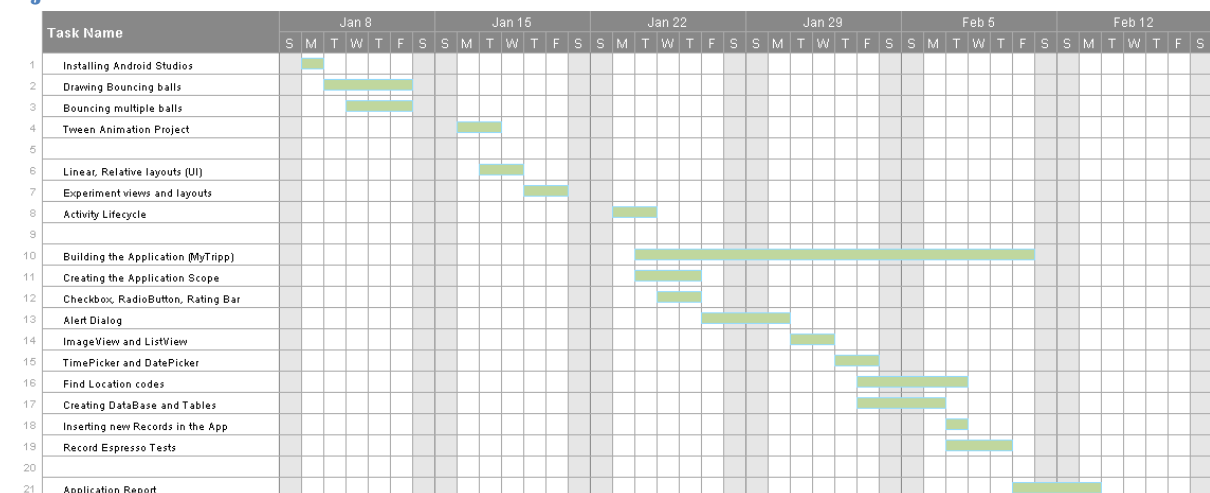 Task Name
Jan 8 Jan 15 Jan 22 Jan 29 Feb 5 Feb 12
S M T W T F S S M T W T F S S M T W T F S S M T W T F S S M T W T F S S M T W T F S
1 Installing Android Studios
2 Drawing Bouncing balls
3 Bouncing multiple balls
4 Tween Animation Project
5
6 Linear, Relative layouts (UI)
7 Experiment views and layouts
8 Activity Lifecycle
9
10 Building the Application (MyTripp)
11 Creating the Application Scope
12 Checkbox, RadioButton, Rating Bar
13 Alert Dialog
14 ImageView and ListView
15 TimePicker and DatePicker
16 Find Location codes
17 Creating DataBase and Tables
18 Inserting new Records in the App
19 Record Espresso Tests
20
21 Application Report